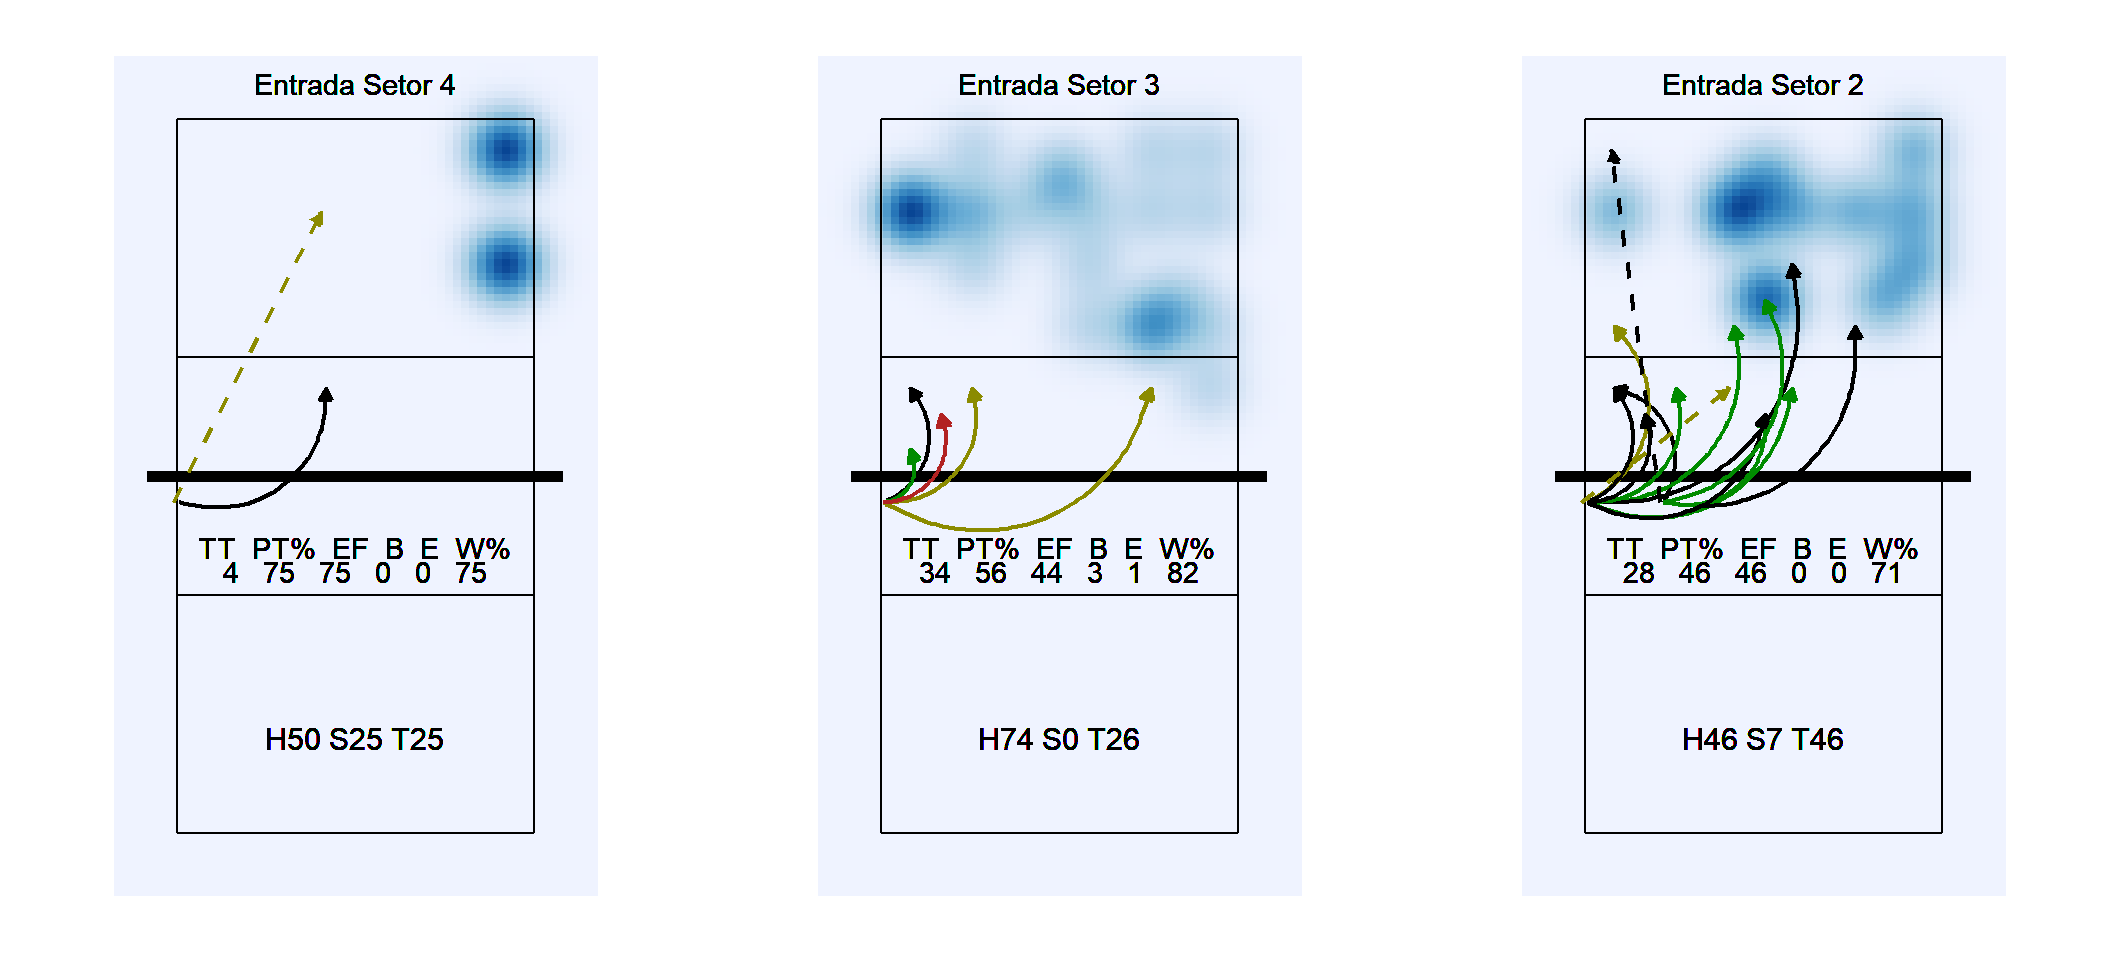 Entrada Setor 4
TT PT% EF B E W%
4 75 75 0 0 75
H50 S25 T25
Entrada Setor 3
TT PT% EF B E W%
34 56 44 3 1 82
H74 S0 T26
Entrada Setor 2
TT PT% EF B E W%
28 46 46 0 0 71
H46 S7 T46